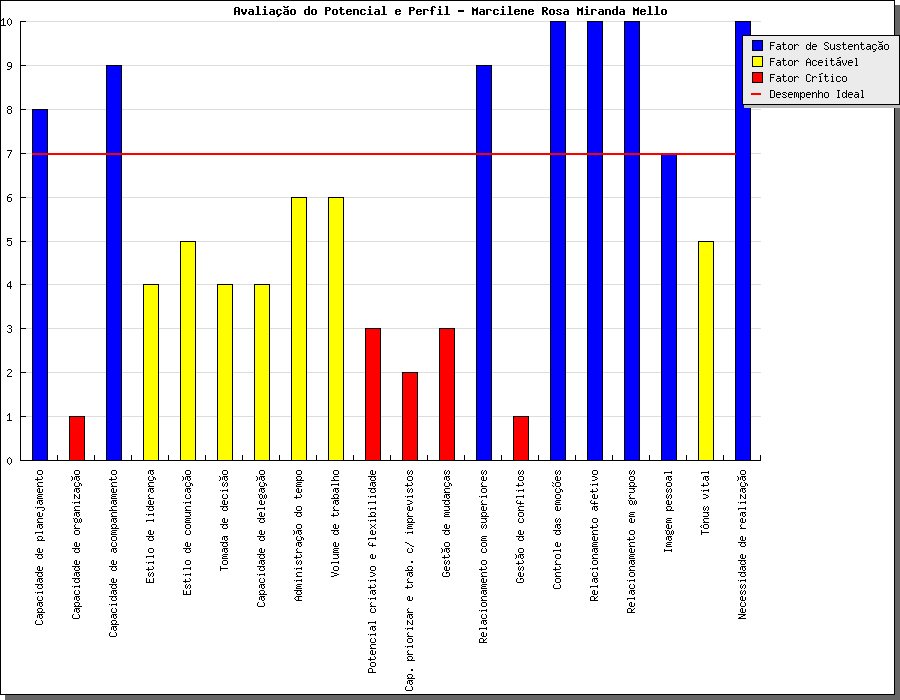 Avaliação do Potencial e Perfil - Marcilene Rosa Miranda Mello
Fator de Sustentação
Fator Aceitável
Fator Crítico
Desempenho Ideal
10
9
8
7
6
5
4
3
2
1
0
Capacidade de planejamento
Capacidade de organização
Capacidade de acompanhamento
Estilo de liderança
Estilo de comunicação
Tomada de decisão
Capacidade de delegação
Administração do tempo
Volume de trabalho
Potencial criativo e flexibilidade
Cap. priorizar e trab. c/ imprevistos
Gestão de mudanças
Relacionamento com superiores
Gestão de conflitos
Controle das emoções
Relacionamento afetivo
Relacionamento em grupos
Imagem pessoal
Tônus vital
Necessidade de realização